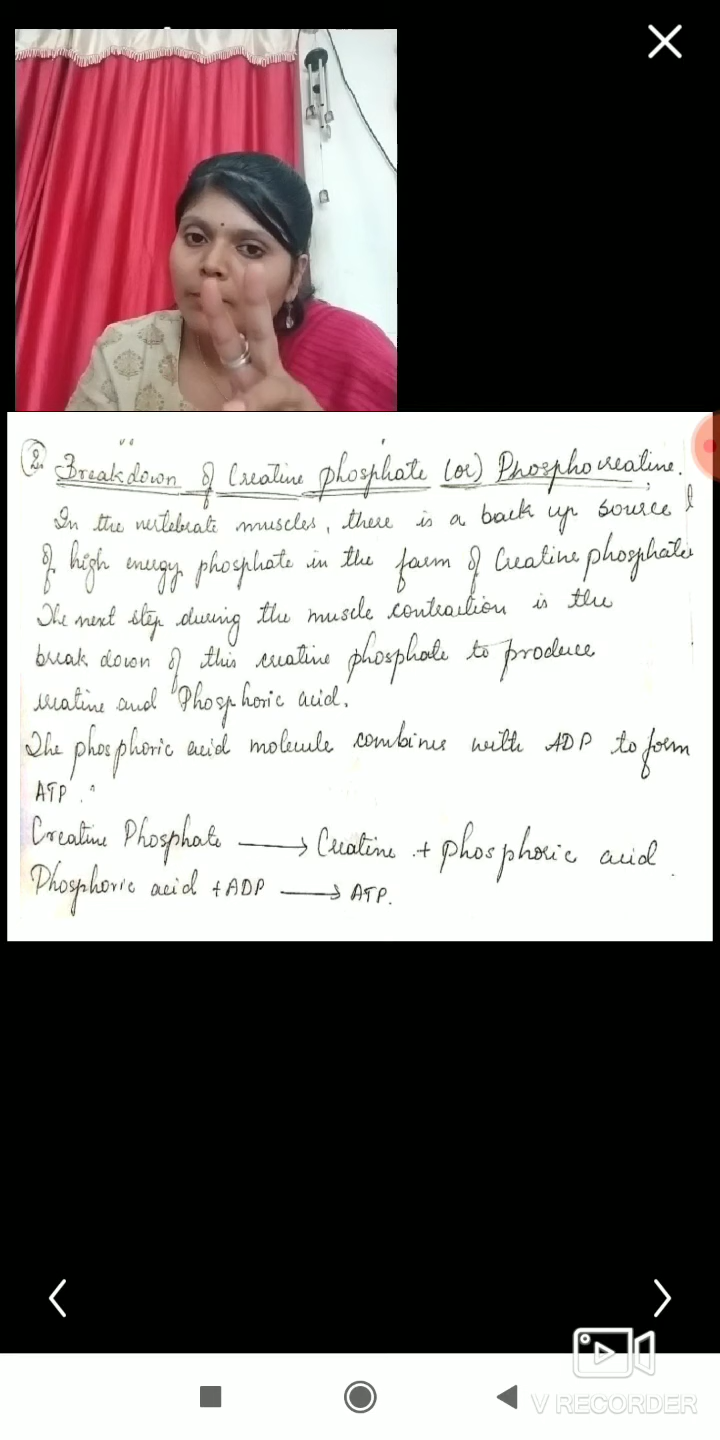 2. Breakdown of Creatine phosphate (or) Phosphocreatine.
In the vertebrate muscles, there is a back up source
of high energy phosphate in the form of Creatine phosphate
The next step during the muscle contraction is the
break down of this creatine phosphate to produce
creatine and Phosphoric acid.
The phosphoric acid molecule combines with ADP to form
ATP.
Creatine Phosphate ⟶ Creatine + phosphoric acid.
Phosphoric acid + ADP ⟶ ATP.
V RECORDER